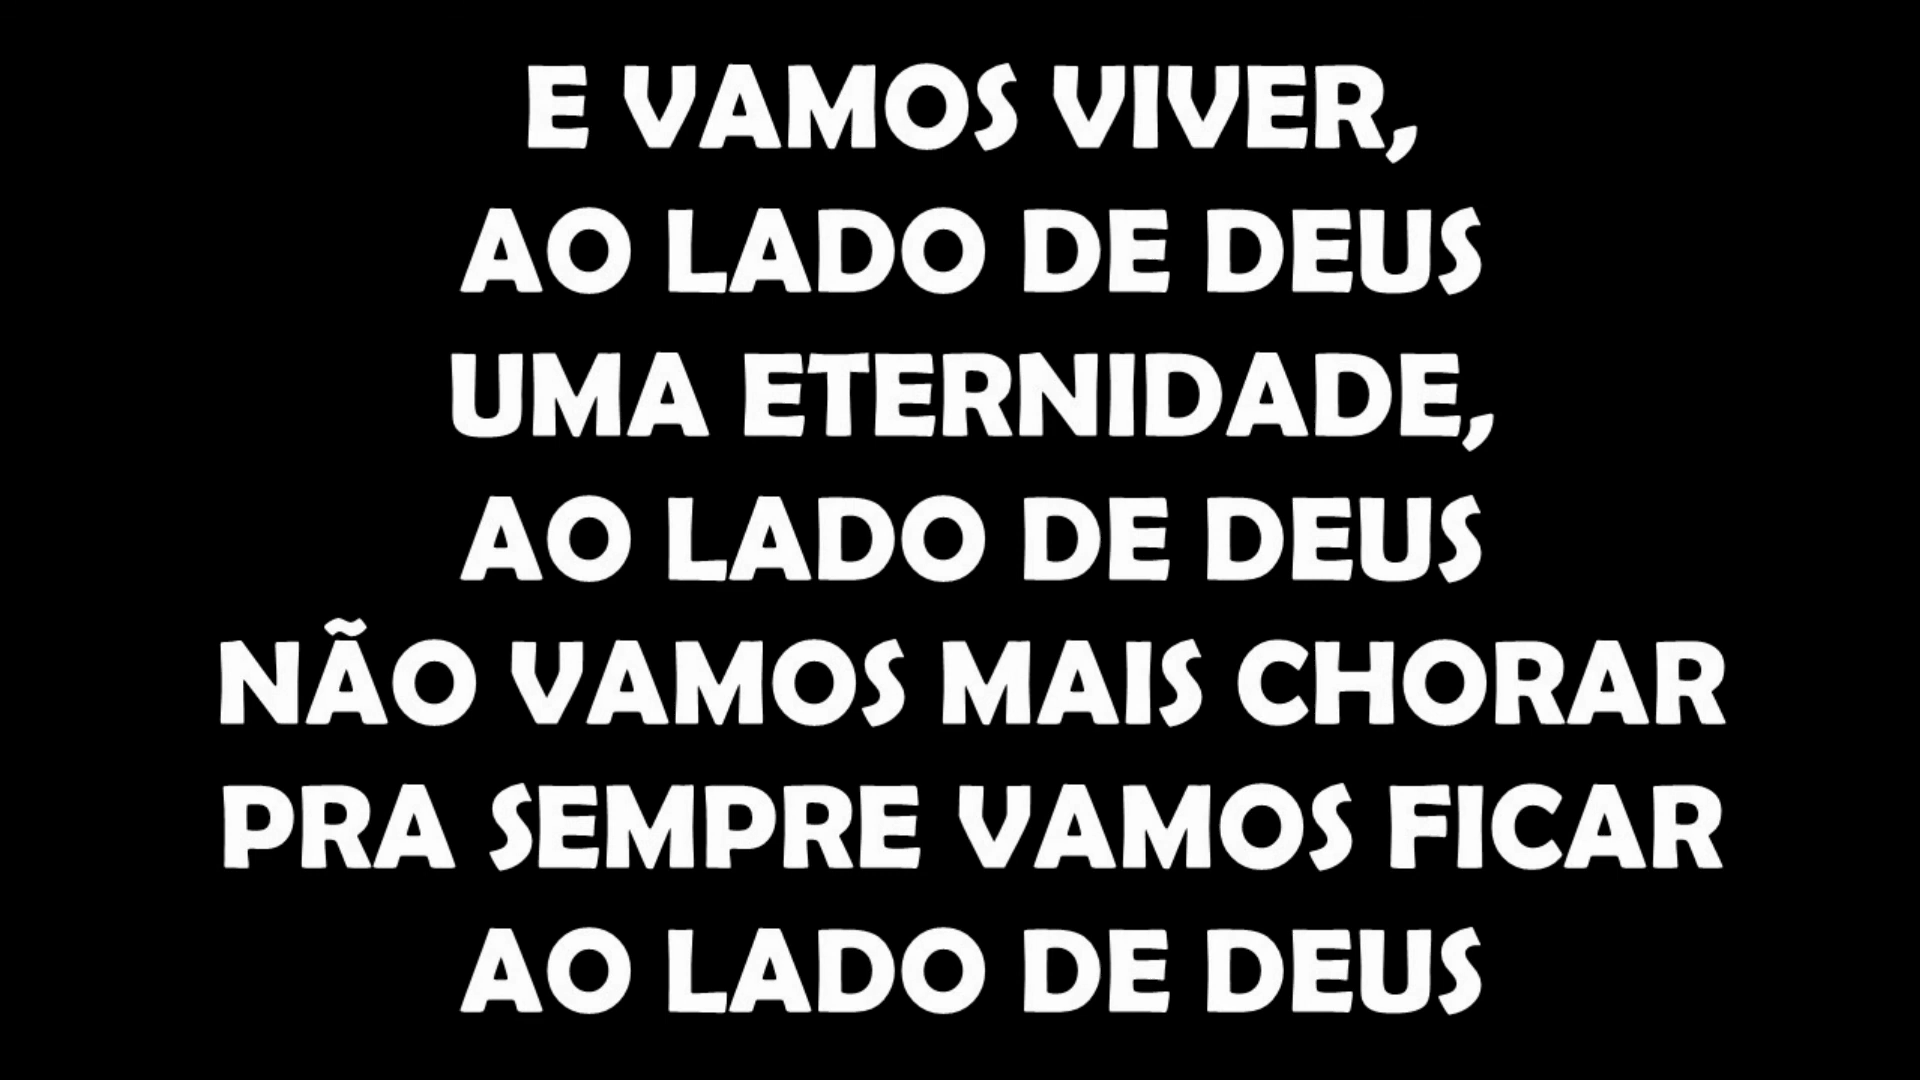 E VAMOS VIVER,
AO LADO DE DEUS
UMA ETERNIDADE,
AO LADO DE DEUS
NÃO VAMOS MAIS CHORAR
PRA SEMPRE VAMOS FICAR
AO LADO DE DEUS